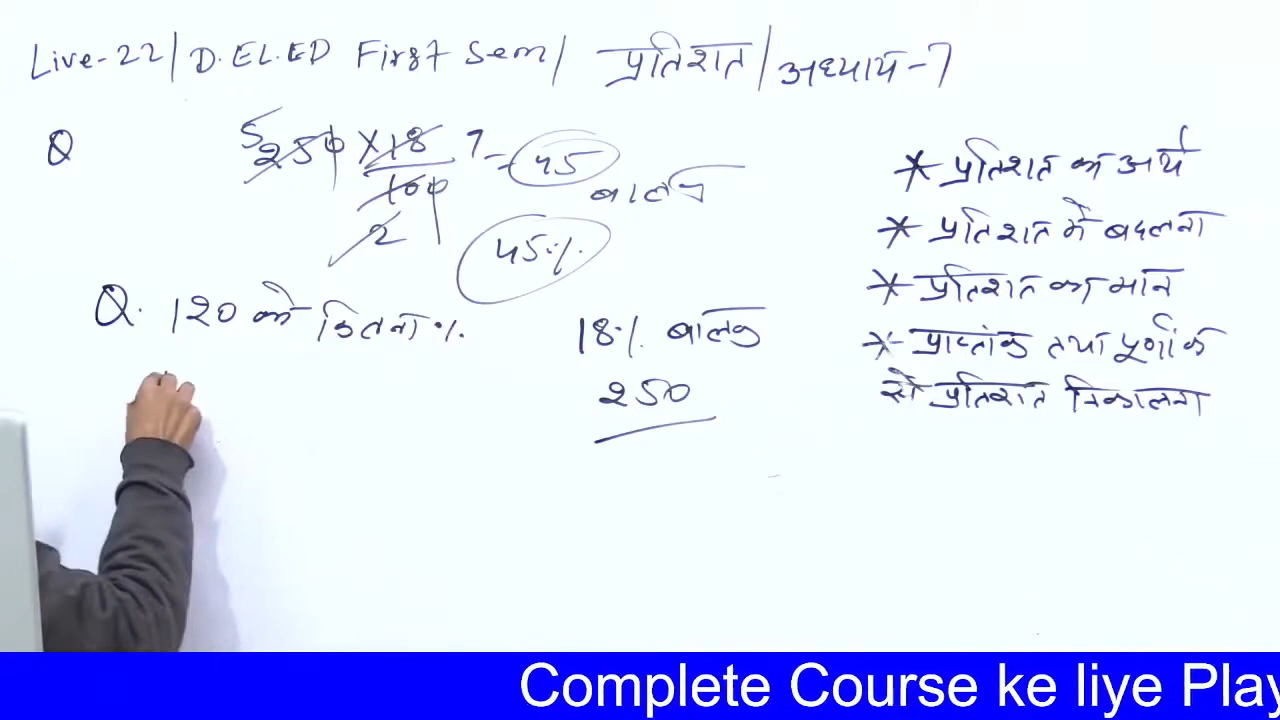 Live-22 / D.EL.ED First Sem / प्रतिशत / अध्याय-7
Q
5
250 × 18 = 45 बालक
100
2
45%
Q. 120 को कितना %
18% बालक
250
* प्रतिशत का अर्थ
* प्रतिशत में बदलना
* प्रतिशत का मान
* प्राप्तांक तथा पूर्णांक
से प्रतिशत निकालना
Complete Course ke liye Play